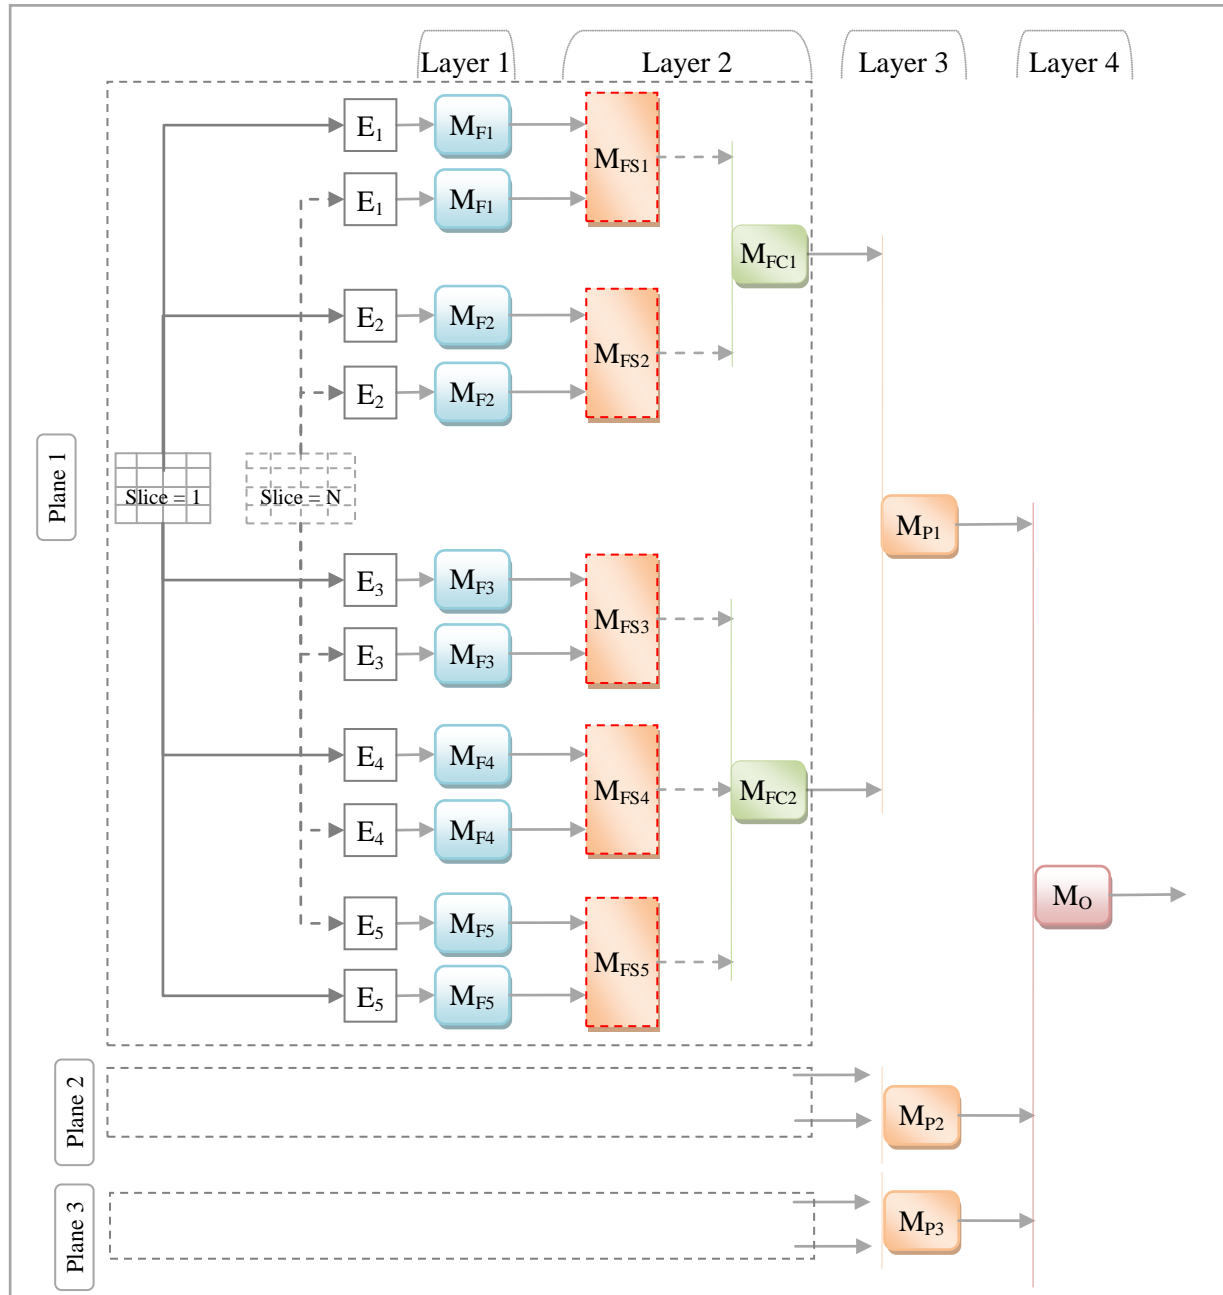 Layer 1 Layer 2 Layer 3 Layer 4
E1 MF1 MFS1
E1 MF1
MFC1
E2 MF2 MFS2
E2 MF2
Plane 1
Slice = 1 Slice = N
MP1
E3 MF3 MFS3
E3 MF3
E4 MF4 MFS4 MFC2
E4 MF4
MO
E5 MF5 MFS5
E5 MF5
Plane 2
MP2
Plane 3
MP3